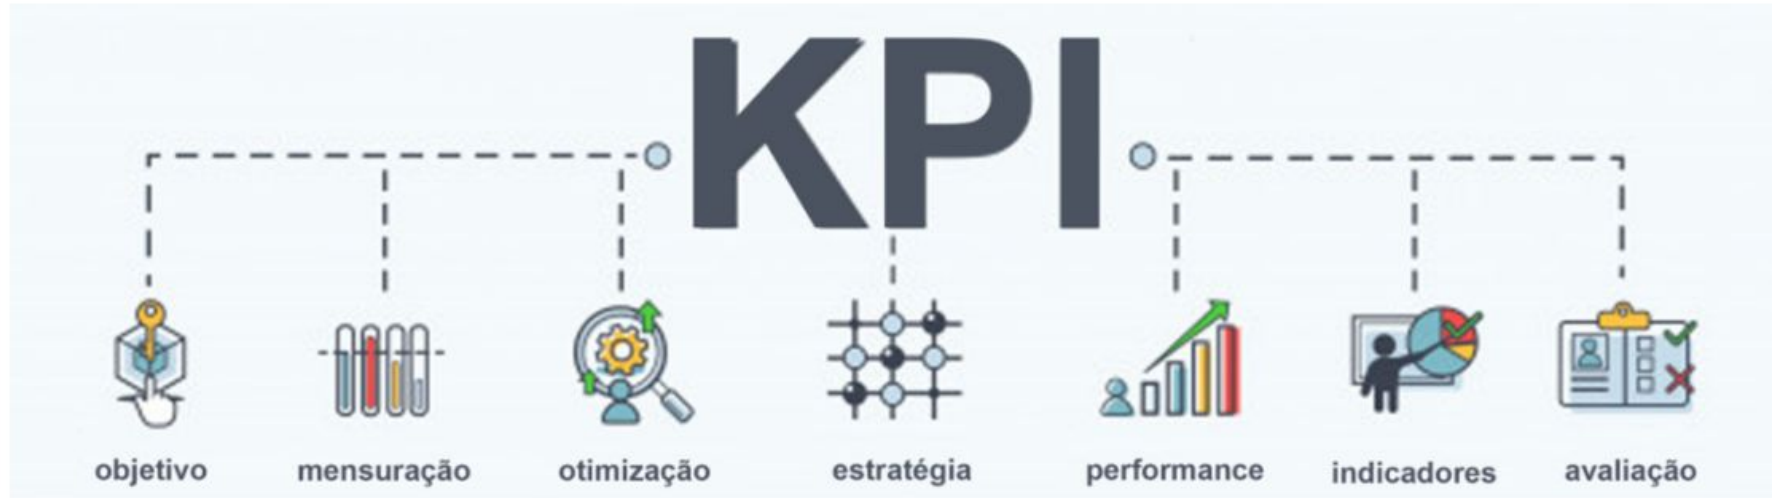 KPI
objetivo
mensuração
otimização
estratégia
performance
indicadores
avaliação